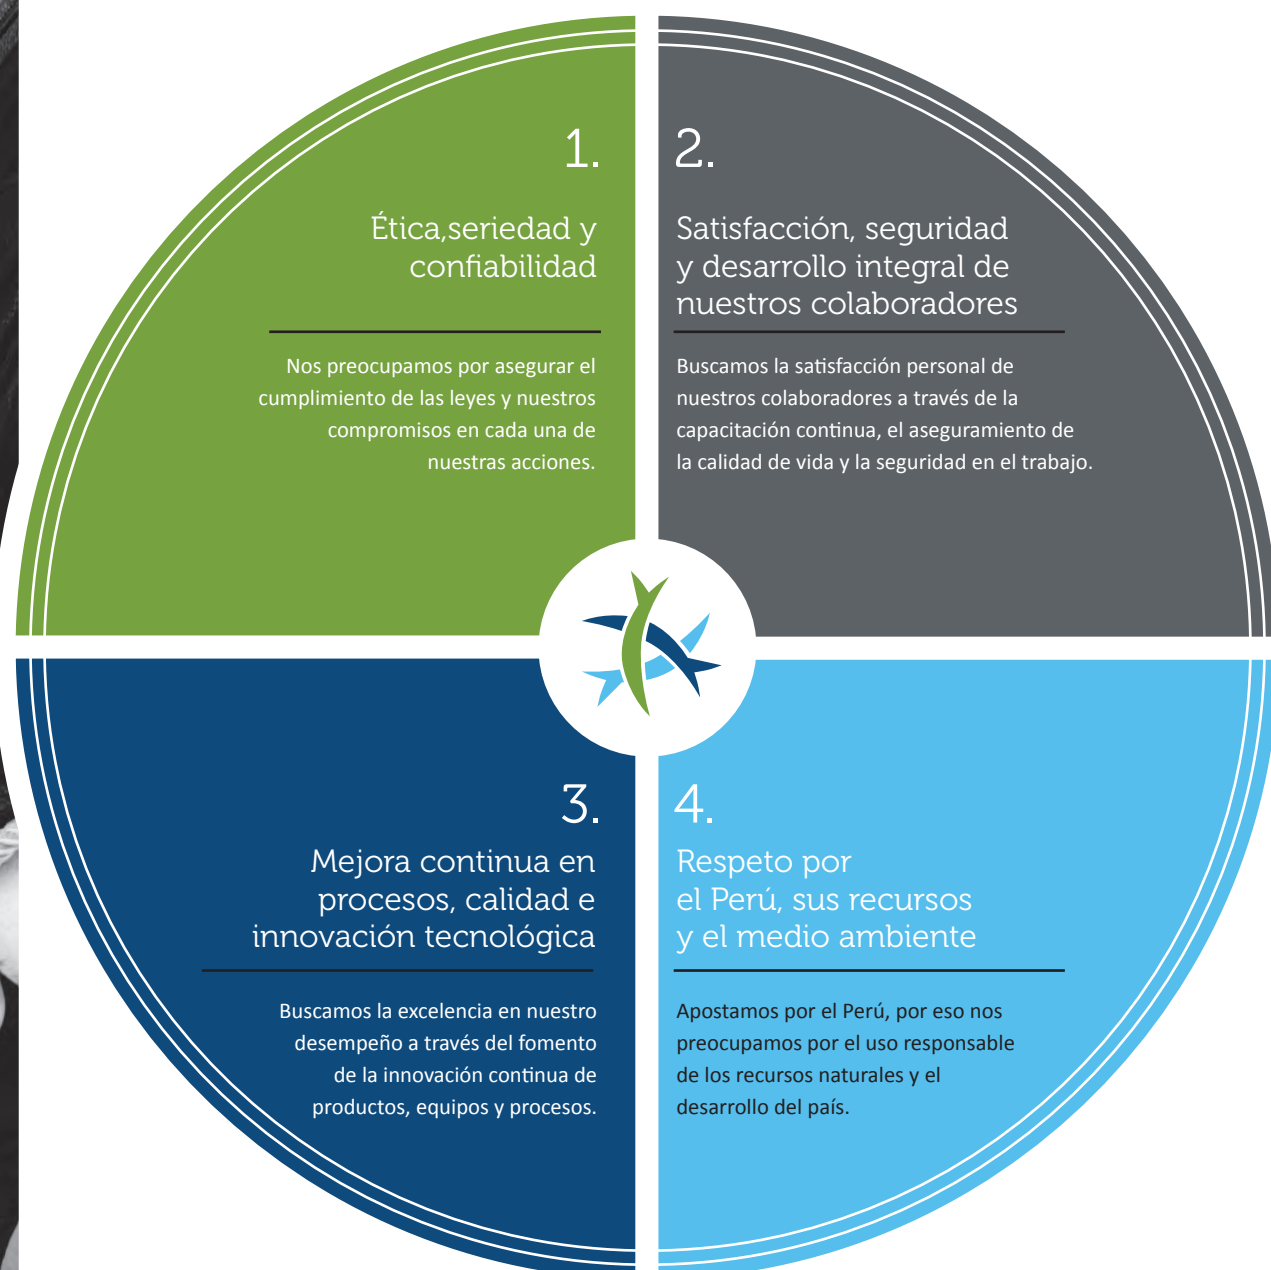 1.
Ética,seriedad y
confiabilidad
Nos preocupamos por asegurar el
cumplimiento de las leyes y nuestros
compromisos en cada una de
nuestras acciones.
2.
Satisfacción, seguridad
y desarrollo integral de
nuestros colaboradores
Buscamos la satisfacción personal de
nuestros colaboradores a través de la
capacitación continua, el aseguramiento de
la calidad de vida y la seguridad en el trabajo.
3.
Mejora continua en
procesos, calidad e
innovación tecnológica
Buscamos la excelencia en nuestro
desempeño a través del fomento
de la innovación continua de
productos, equipos y procesos.
4.
Respeto por
el Perú, sus recursos
y el medio ambiente
Apostamos por el Perú, por eso nos
preocupamos por el uso responsable
de los recursos naturales y el
desarrollo del país.